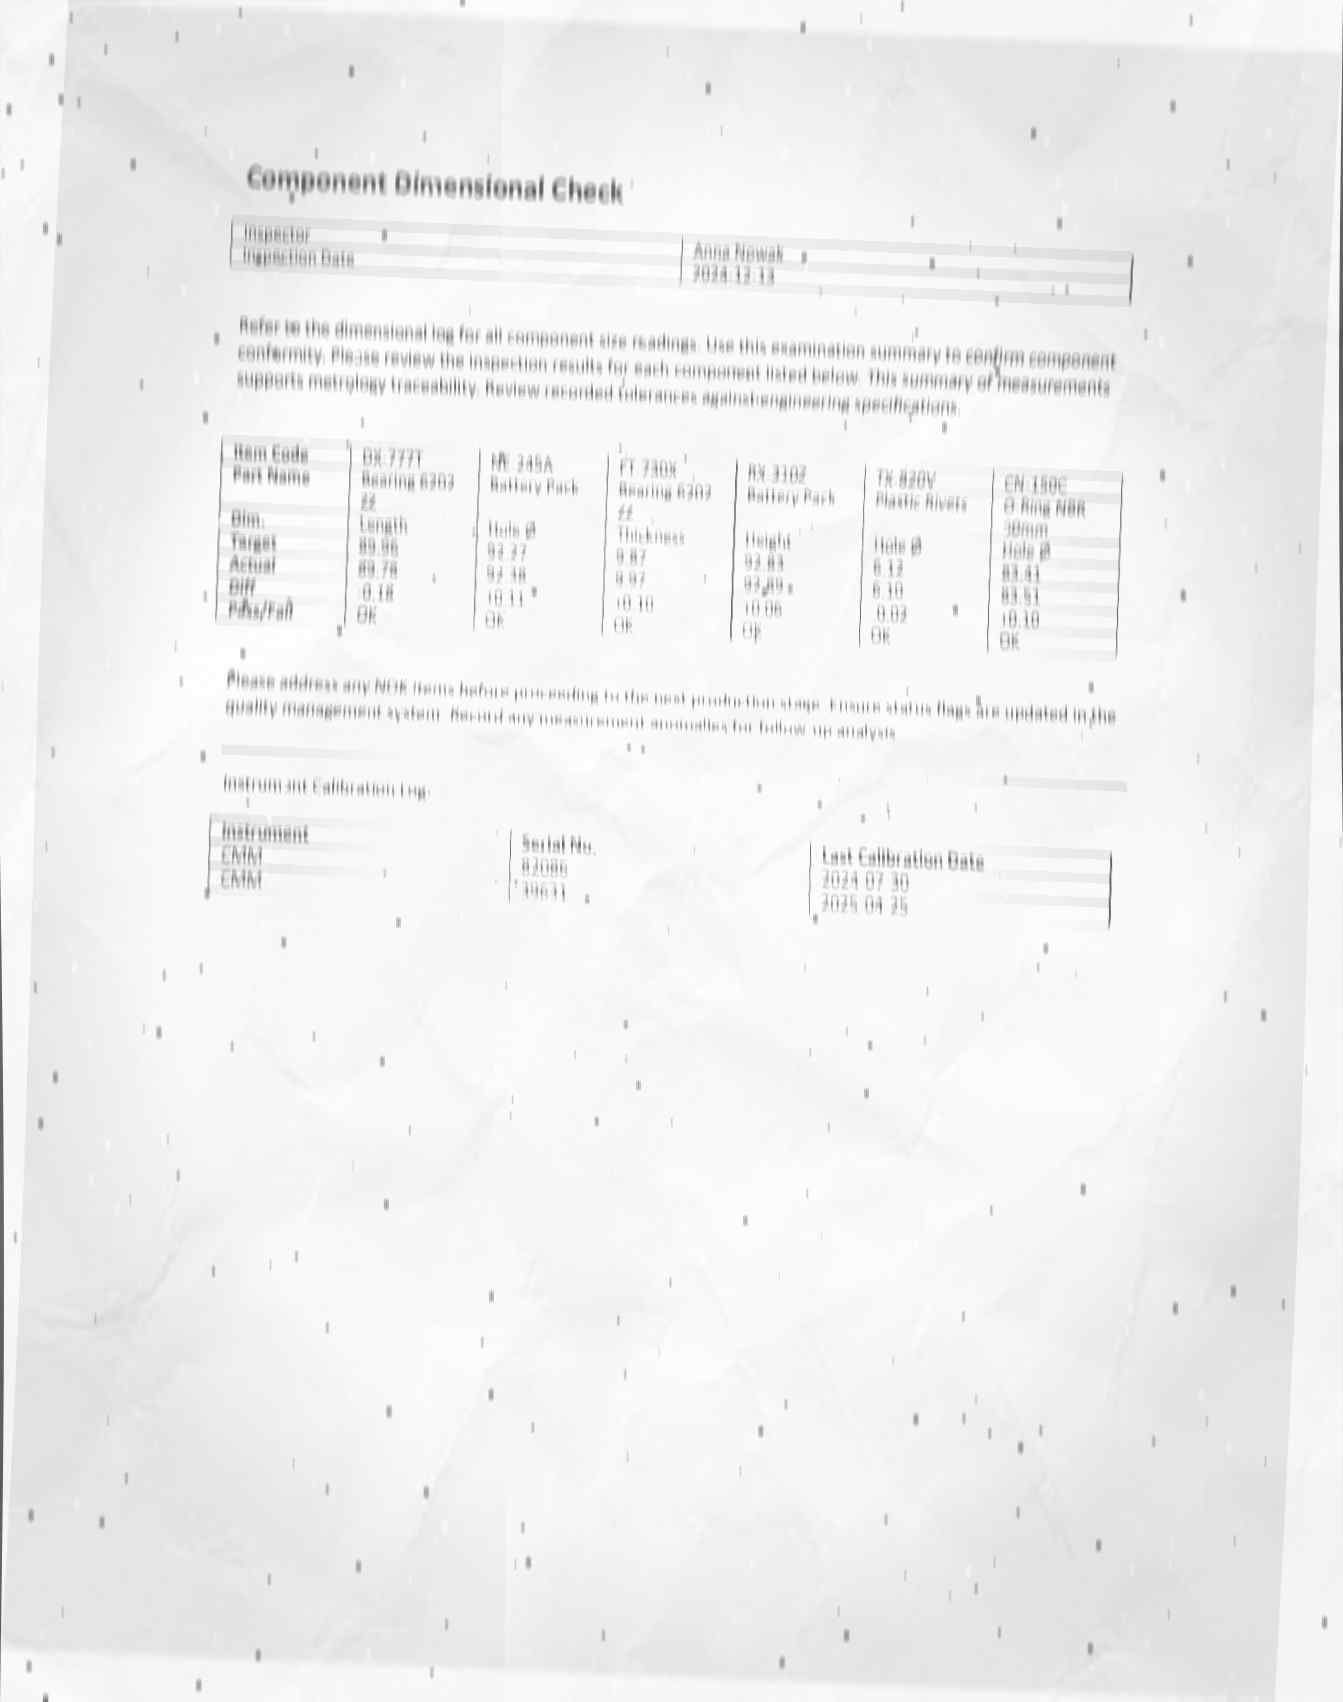 Component Dimensional Check
Inspector Anna Nowak
Inspection Date 2024-12-13
Refer to the dimensional log for all component size readings. Use this examination summary to confirm component
conformity. Please review the inspection results for each component listed below. This summary of measurements
supports metrology traceability. Review recorded tolerances against engineering specifications.
Item Code DX-777T 345A FT-730X RX-310Z TX-820V CN-150C
Part Name Bearing 6203 Battery Pack Bearing 6203 Battery Pack Plastic Rivets O-Ring NBR
ZZ ZZ 30mm
Dim. Length Hole Ø Thickness Height Hole Ø Hole Ø
Target 89.96 92.27 9.87 92.83 6.12 83.41
Actual 89.78 92.38 9.97 92.89 6.10 83.51
Diff -0.18 +0.11 +0.10 +0.06 -0.02 +0.10
Pass/Fail OK OK OK OK OK OK
Please address any NOK items before proceeding to the next production stage. Ensure status flags are updated in the
quality management system. Record any measurement anomalies for follow-up analysis.
Instrument Calibration Log:
Instrument Serial No. Last Calibration Date
CMM 82086 2024-07-30
CMM 39631 2025-04-25